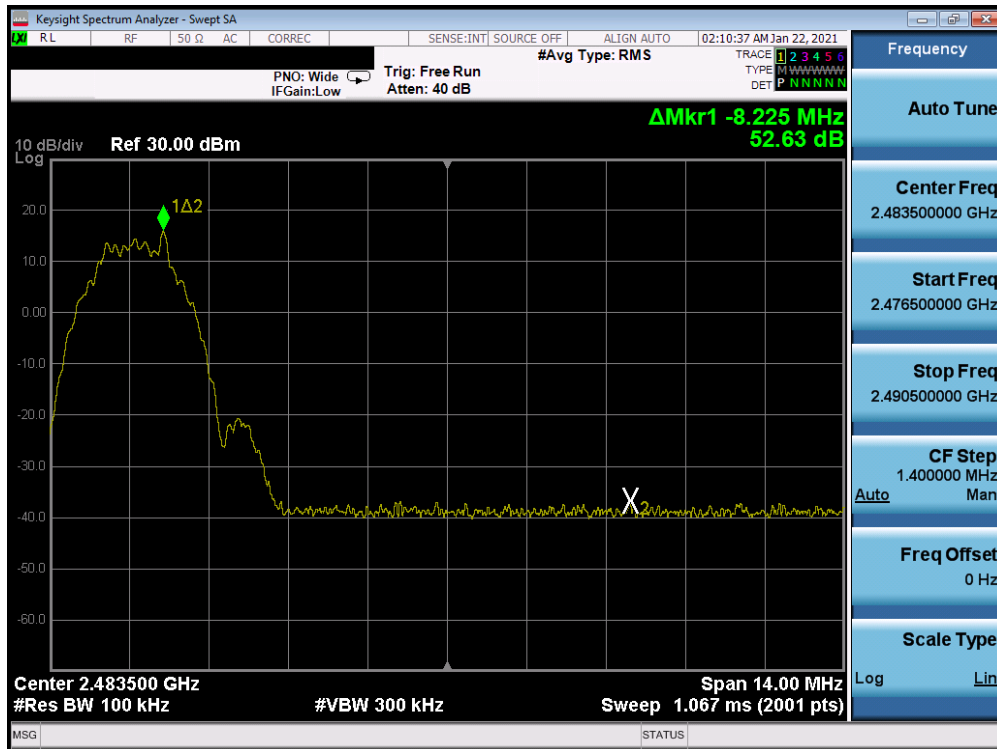 Keysight Spectrum Analyzer - Swept SA
LXI RL RF 50 Ω AC CORREC SENSE:INT SOURCE OFF ALIGN AUTO 02:10:37 AM Jan 22, 2021
#Avg Type: RMS
TRACE 1 2 3 4 5 6
PNO: Wide
Trig: Free Run
TYPE M WWWWW
IFGain:Low
Atten: 40 dB
DET P N N N N N
ΔMkr1 -8.225 MHz
52.63 dB
10 dB/div
Ref 30.00 dBm
Log
20.0
10.0
0.00
-10.0
-20.0
-30.0
-40.0
-50.0
-60.0
1Δ2
X2
Center 2.483500 GHz
Span 14.00 MHz
#Res BW 100 kHz
#VBW 300 kHz
Sweep 1.067 ms (2001 pts)
MSG
STATUS
Frequency
Auto Tune
Center Freq
2.483500000 GHz
Start Freq
2.476500000 GHz
Stop Freq
2.490500000 GHz
CF Step
1.400000 MHz
Auto Man
Freq Offset
0 Hz
Scale Type
Log Lin